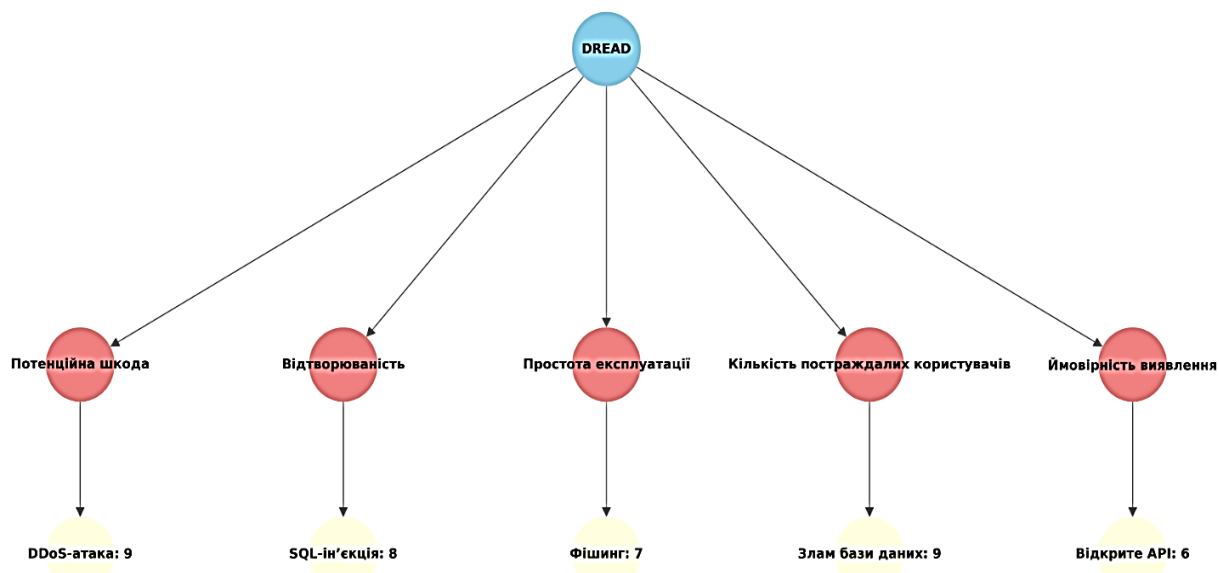 DREAD
Потенційна шкода
Відтворюваність
Простота експлуатації
Кількість постраждалих користувачів
Ймовірність виявлення
DDoS-атака: 9
SQL-ін’єкція: 8
Фішинг: 7
Злам бази даних: 9
Відкрите API: 6